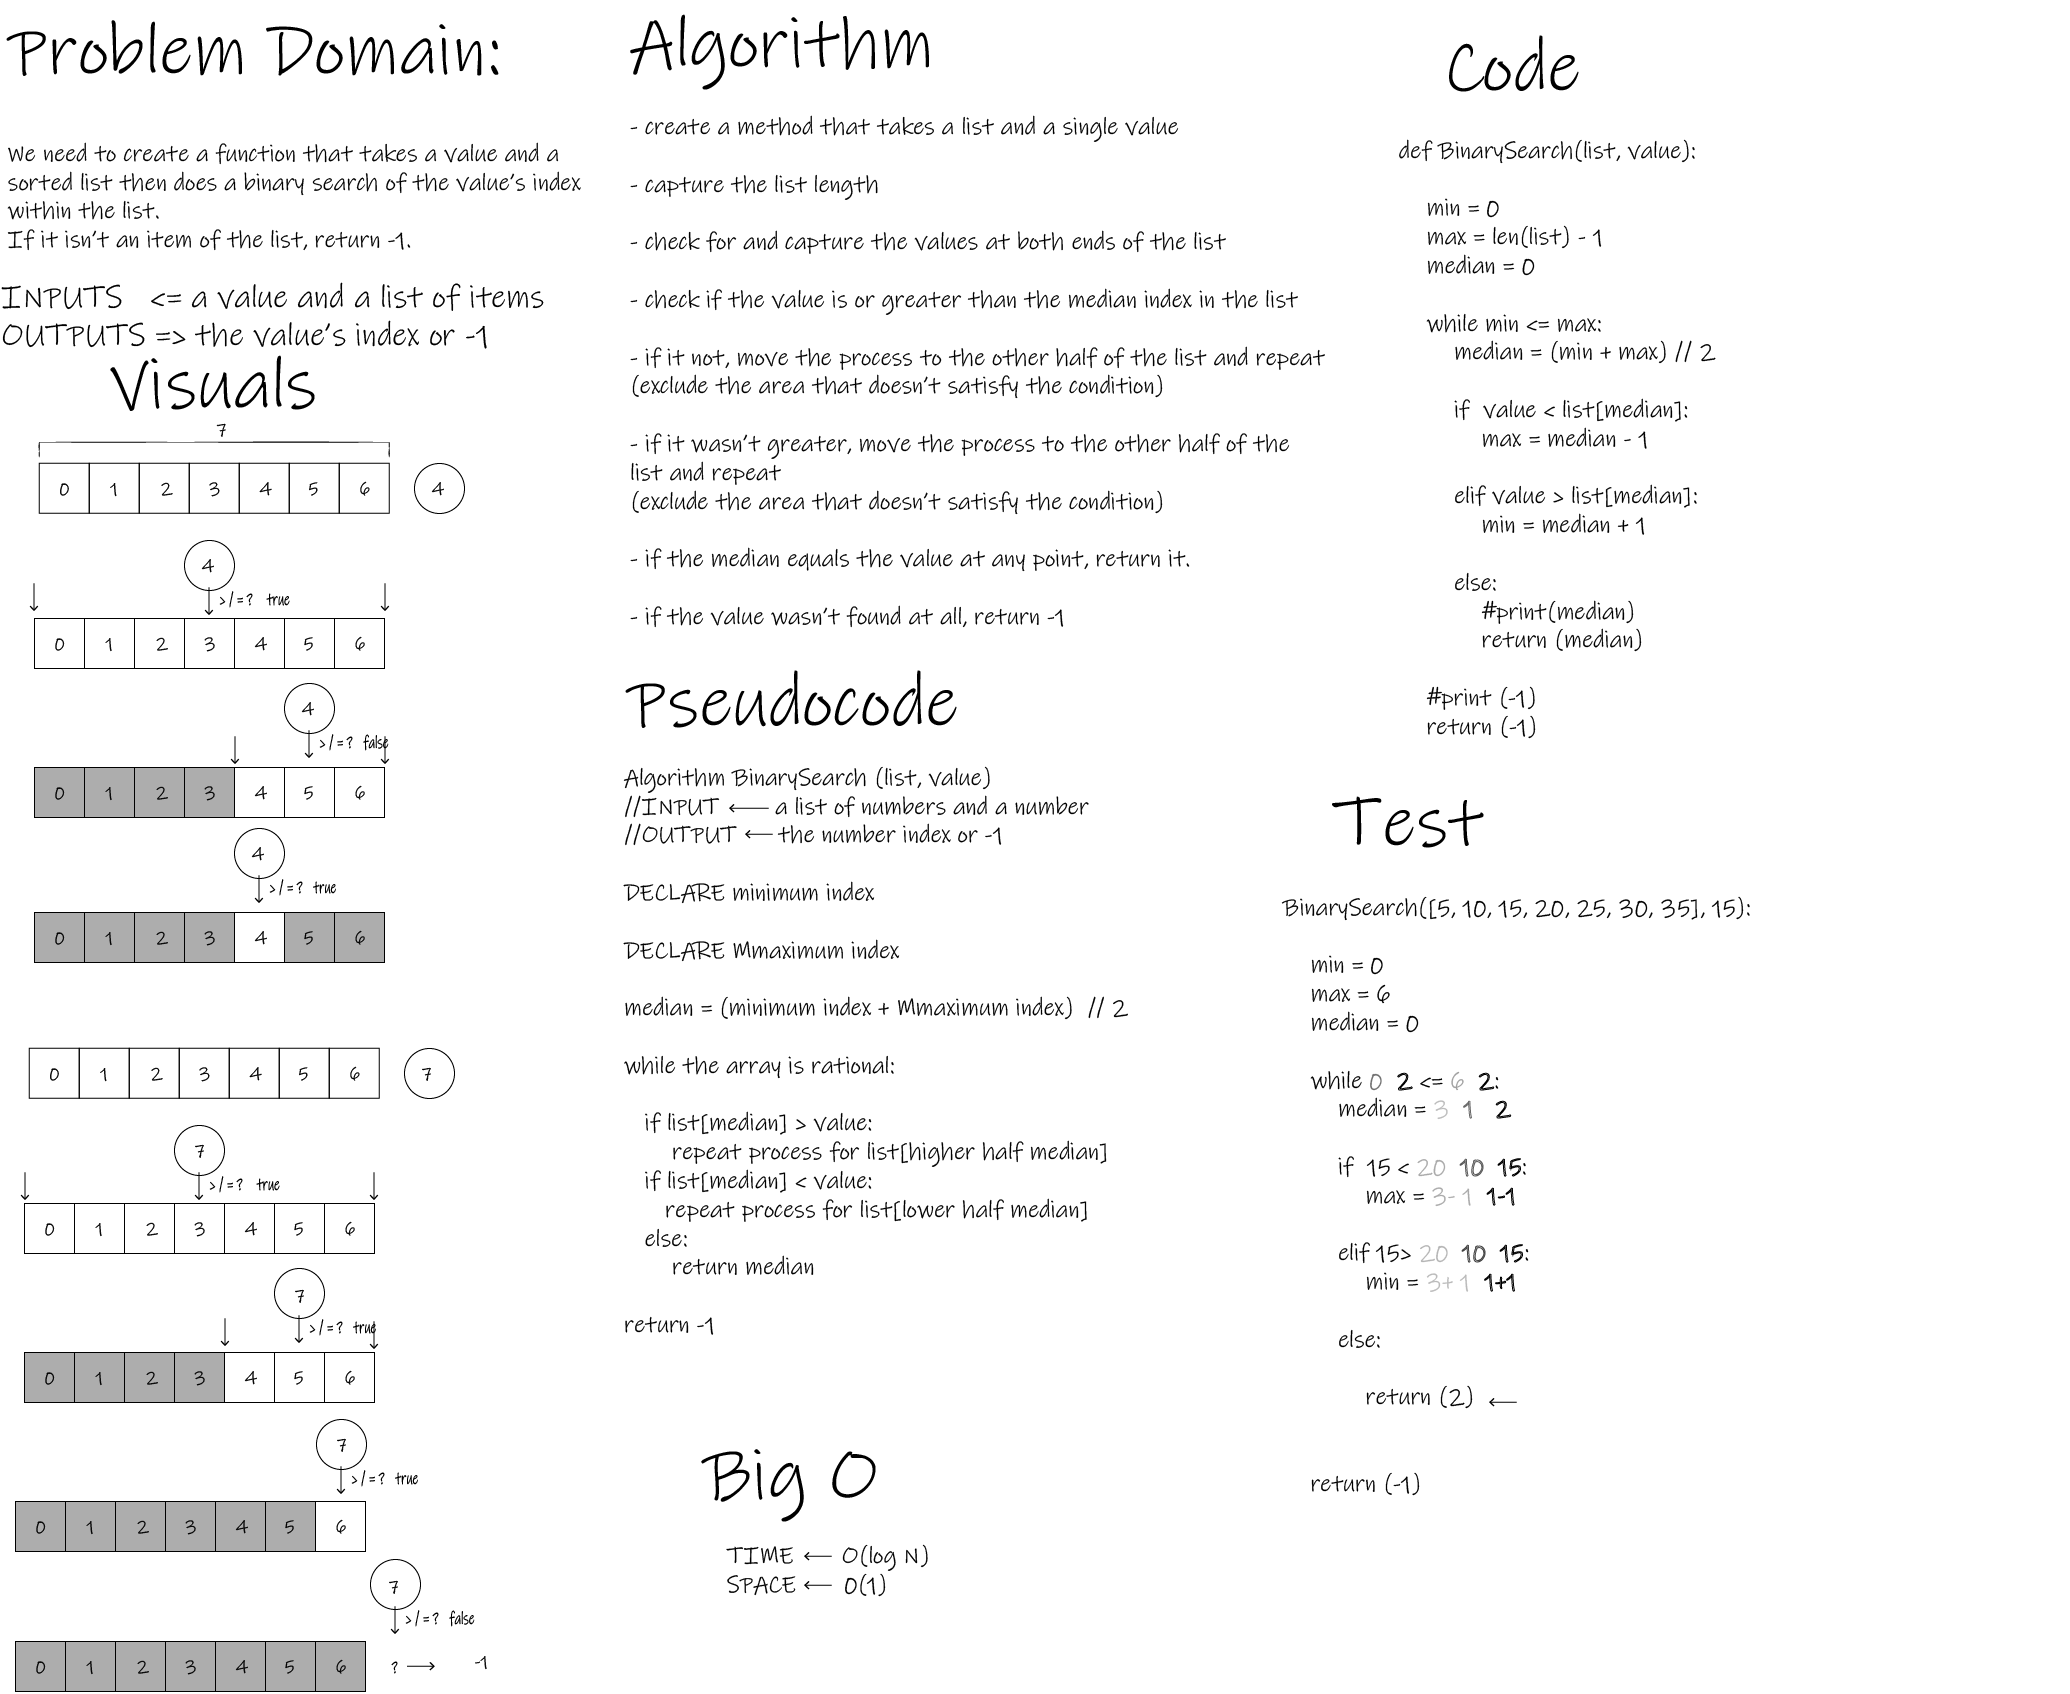 Problem Domain:
We need to create a function that takes a value and a
sorted list then does a binary search of the value's index
within the list.
If it isn't an item of the list, return -1.
INPUTS <= a value and a list of items
OUTPUTS => the value's index or -1
Visuals
7
0 1 2 3 4 5 6 4
4
>/=? true
0 1 2 3 4 5 6
4
>/=? false
0 1 2 3 4 5 6
4
>/=? true
0 1 2 3 4 5 6
0 1 2 3 4 5 6 7
7
>/=? true
0 1 2 3 4 5 6
7
>/=? true
0 1 2 3 4 5 6
7
>/=? true
0 1 2 3 4 5 6
7
>/=? false
0 1 2 3 4 5 6 ? → -1
Algorithm
- create a method that takes a list and a single value
- capture the list length
- check for and capture the values at both ends of the list
- check if the value is or greater than the median index in the list
- if it not, move the process to the other half of the list and repeat
(exclude the area that doesn't satisfy the condition)
- if it wasn't greater, move the process to the other half of the
list and repeat
(exclude the area that doesn't satisfy the condition)
- if the median equals the value at any point, return it.
- if the value wasn't found at all, return -1
Pseudocode
Algorithm BinarySearch (list, value)
//INPUT ⟵ a list of numbers and a number
//OUTPUT ⟵ the number index or -1
DECLARE minimum index
DECLARE Mmaximum index
median = (minimum index + Mmaximum index) // 2
while the array is rational:
if list[median] > value:
repeat process for list[higher half median]
if list[median] < value:
repeat process for list[lower half median]
else:
return median
return -1
Big O
TIME ⟵ O(log N)
SPACE ⟵ O(1)
Code
def BinarySearch(list, value):
min = 0
max = len(list) - 1
median = 0
while min <= max:
median = (min + max) // 2
if value < list[median]:
max = median - 1
elif value > list[median]:
min = median + 1
else:
#print(median)
return (median)
#print (-1)
return (-1)
Test
BinarySearch([5, 10, 15, 20, 25, 30, 35], 15):
min = 0
max = 6
median = 0
while 0 2 <= 6 2:
median = 3 1 2
if 15 < 20 10 15:
max = 3- 1 1-1
elif 15> 20 10 15:
min = 3+ 1 1+1
else:
return (2) ⟵
return (-1)